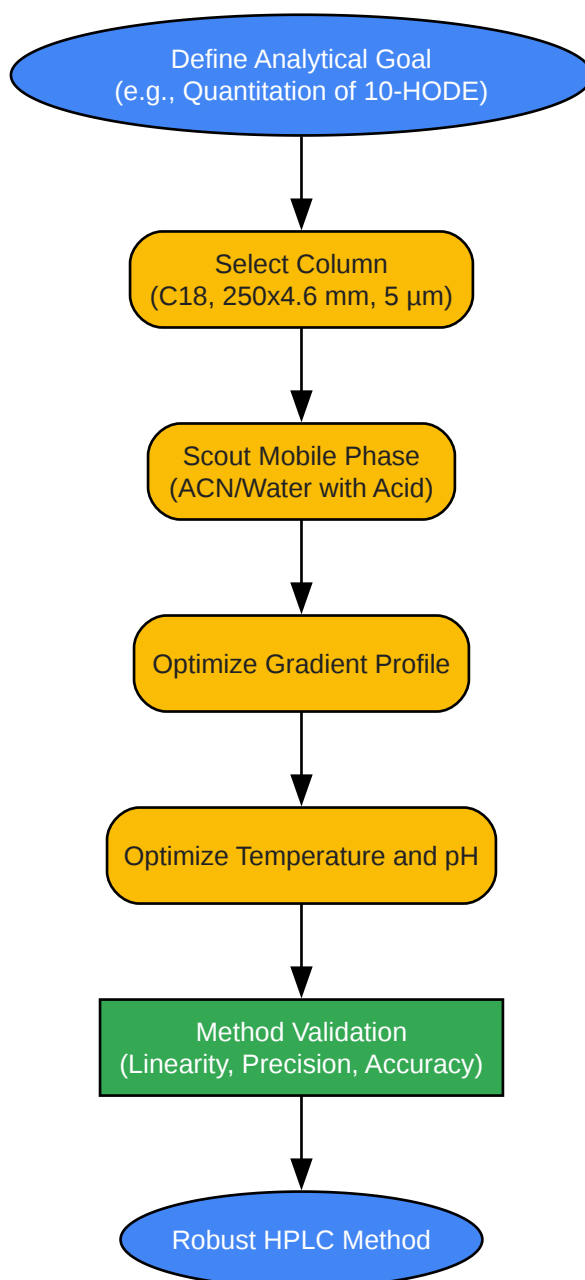 Define Analytical Goal
(e.g., Quantitation of 10-HODE)
Select Column
(C18, 250x4.6 mm, 5 µm)
Scout Mobile Phase
(ACN/Water with Acid)
Optimize Gradient Profile
Optimize Temperature and pH
Method Validation
(Linearity, Precision, Accuracy)
Robust HPLC Method